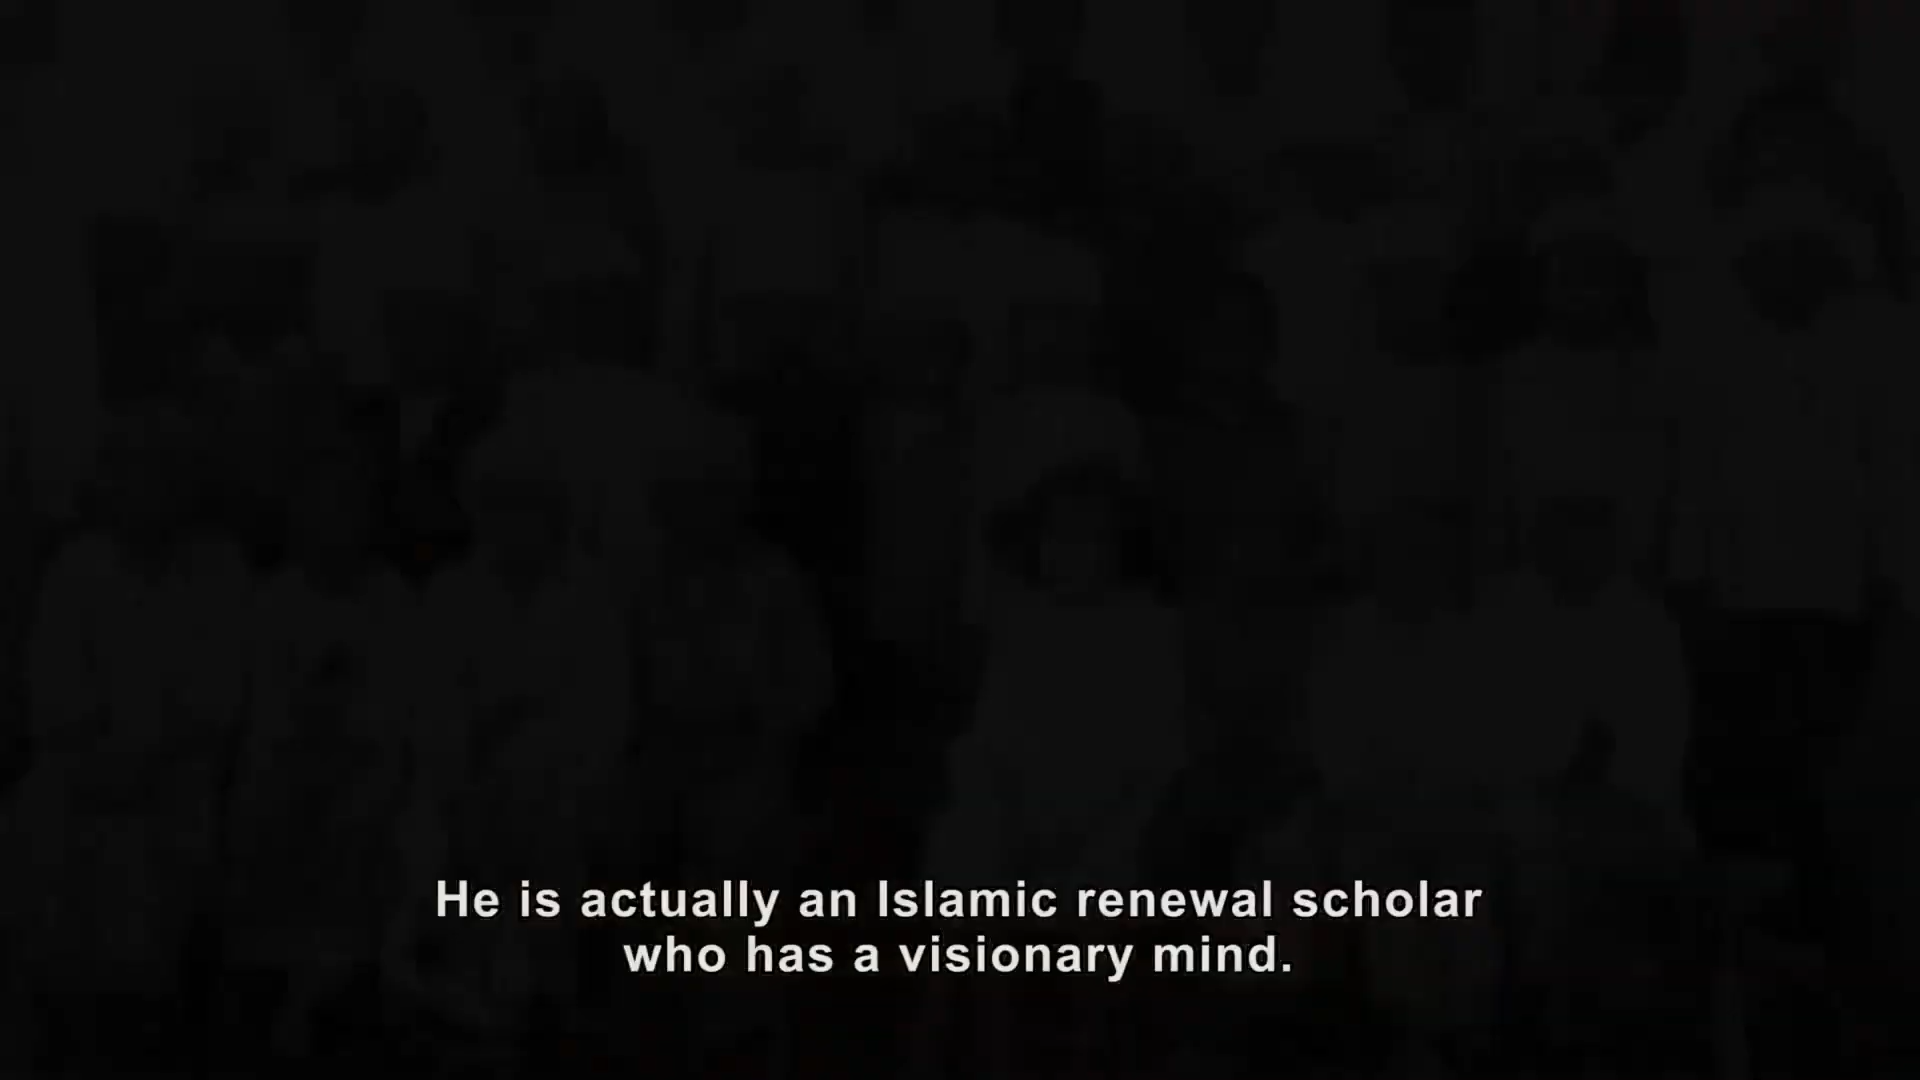 He is actually an Islamic renewal scholar
who has a visionary mind.